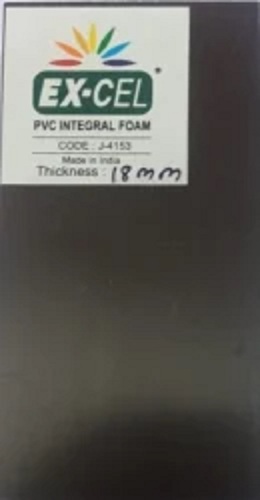 EX-CEL
PVC INTEGRAL FOAM
CODE : J-4153
Made in India
Thickness : 18mm